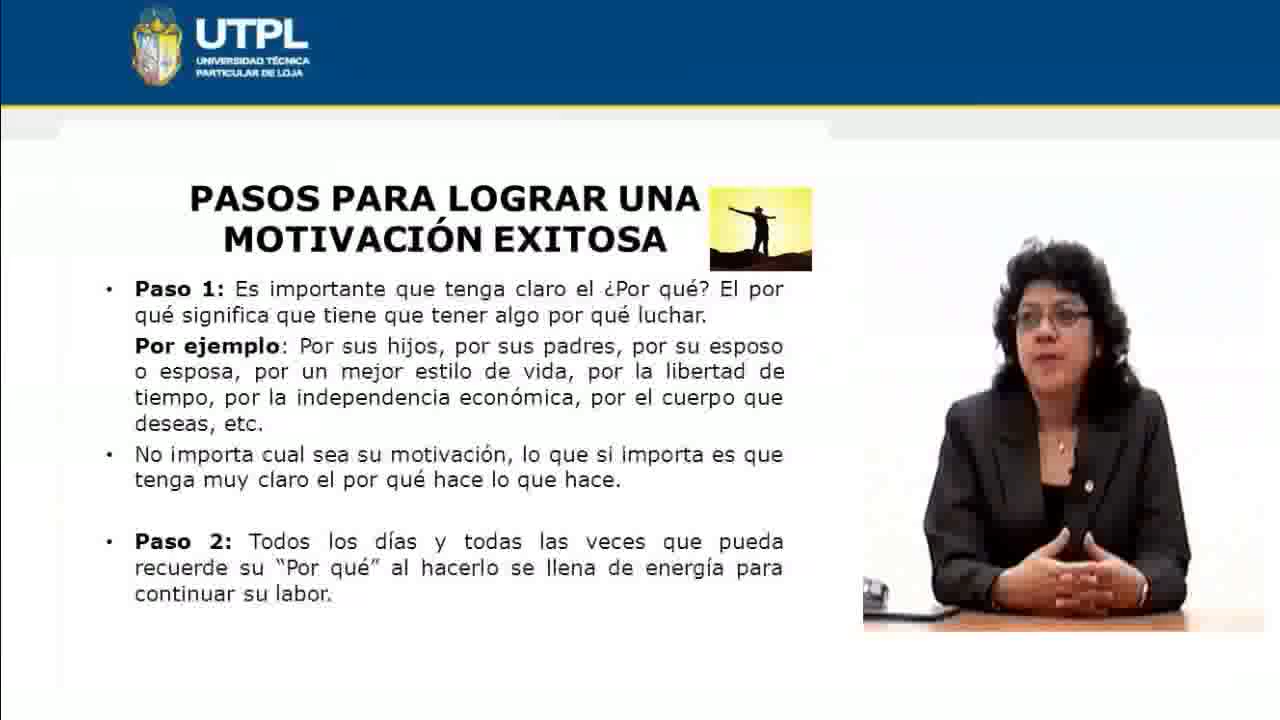 UTPL
UNIVERSIDAD TÉCNICA
PARTICULAR DE LOJA
PASOS PARA LOGRAR UNA
MOTIVACIÓN EXITOSA
• Paso 1: Es importante que tenga claro el ¿Por qué? El por
qué significa que tiene que tener algo por qué luchar.
Por ejemplo: Por sus hijos, por sus padres, por su esposo
o esposa, por un mejor estilo de vida, por la libertad de
tiempo, por la independencia económica, por el cuerpo que
deseas, etc.
• No importa cual sea su motivación, lo que si importa es que
tenga muy claro el por qué hace lo que hace.
• Paso 2: Todos los días y todas las veces que pueda
recuerde su “Por qué” al hacerlo se llena de energía para
continuar su labor.